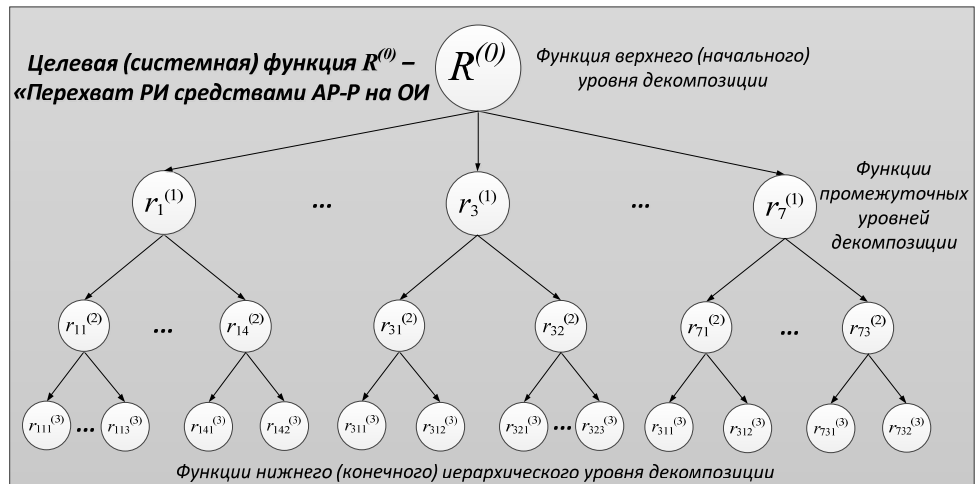 Целевая (системная) функция R⁽⁰⁾ –
«Перехват РИ средствами АР-Р на ОИ
R⁽⁰⁾
Функция верхнего (начального)
уровня декомпозиции
r₁⁽¹⁾ ... r₃⁽¹⁾ ... r₇⁽¹⁾
Функции
промежуточных
уровней
декомпозиции
r₁₁⁽²⁾ ... r₁₄⁽²⁾ r₃₁⁽²⁾ r₃₂⁽²⁾ r₇₁⁽²⁾ ... r₇₃⁽²⁾
r₁₁₁⁽³⁾ ... r₁₁₃⁽³⁾ r₁₄₁⁽³⁾ r₁₄₂⁽³⁾ r₃₁₁⁽³⁾ r₃₁₂⁽³⁾ r₃₂₁⁽³⁾ ... r₃₂₃⁽³⁾ r₃₁₁⁽³⁾ r₃₁₂⁽³⁾ r₇₃₁⁽³⁾ r₇₃₂⁽³⁾
Функции нижнего (конечного) иерархического уровня декомпозиции